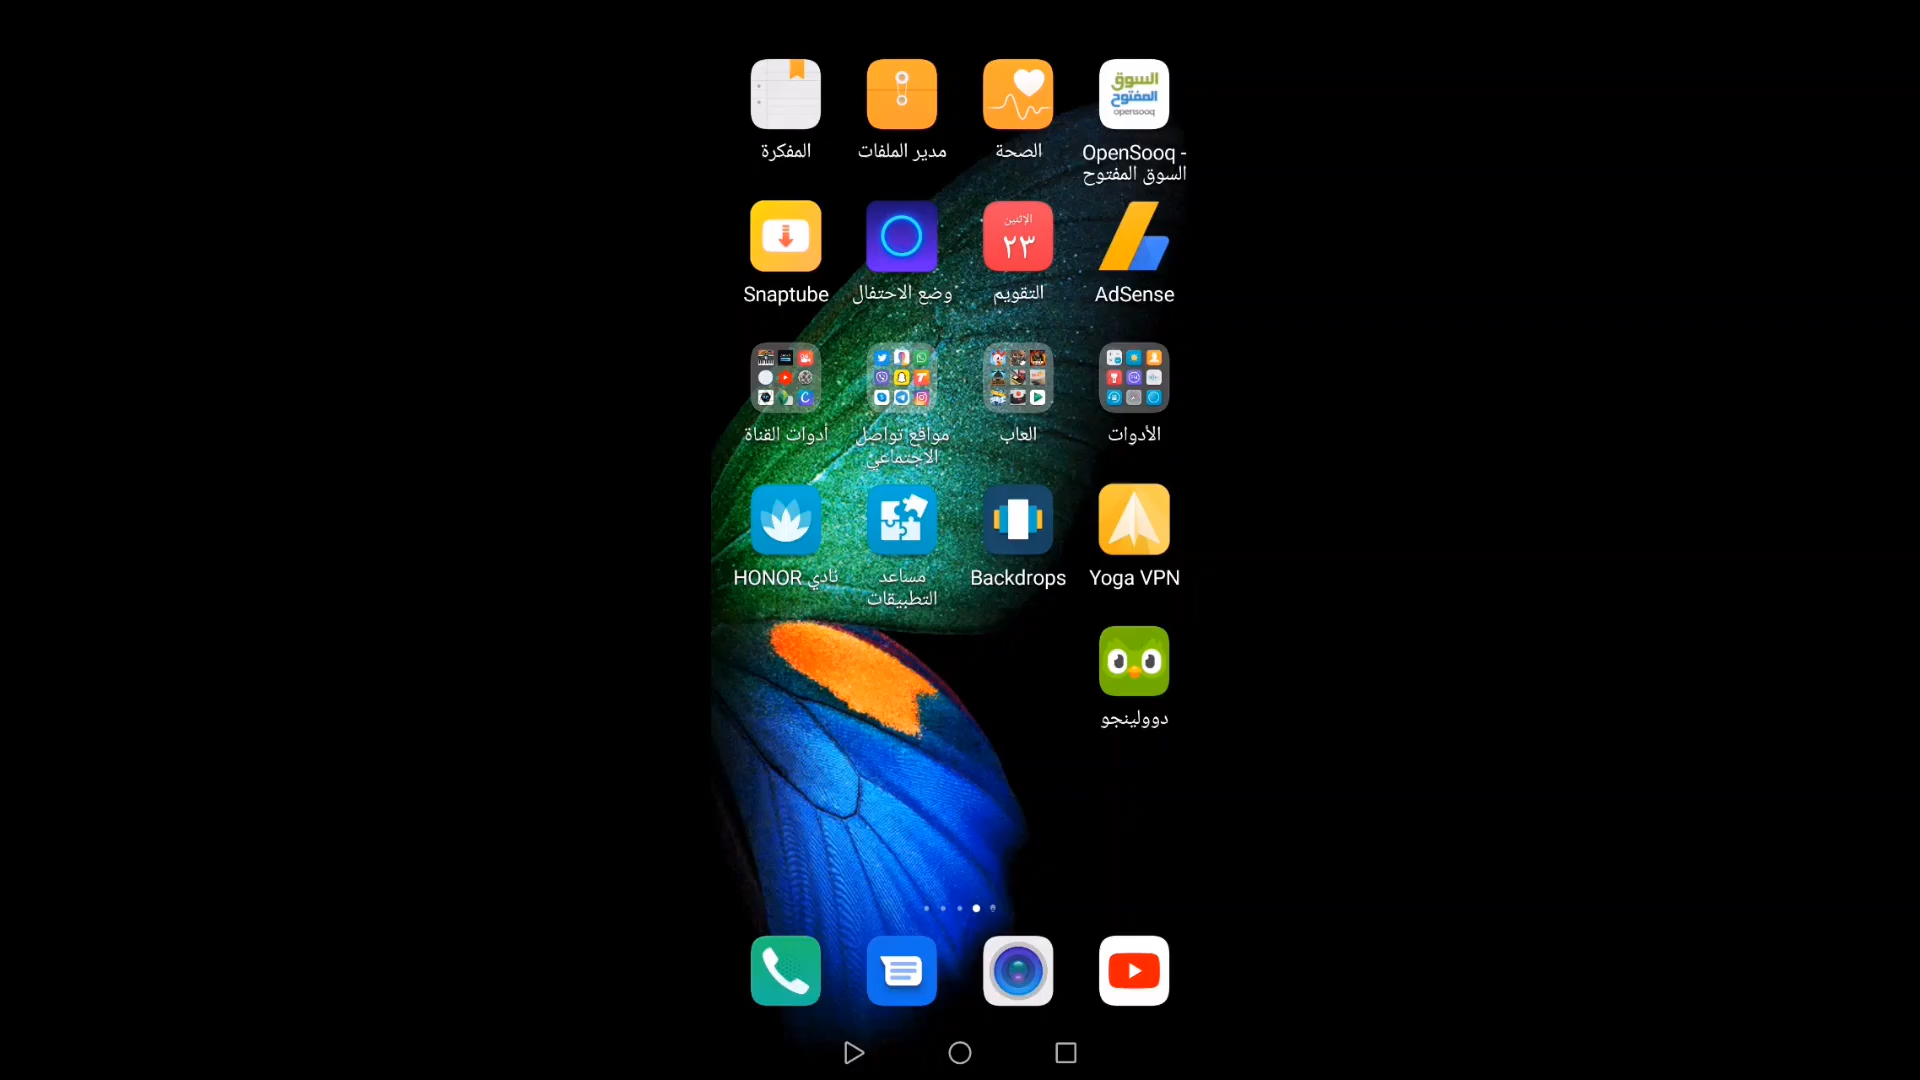 السوق
المفتوح
opensooq
المفكرة
مدير الملفات
الصحة
OpenSooq -
السوق المفتوح
الإثنين
٢٣
Snaptube
وضع الاحتفال
التقويم
AdSense
أدوات القناة
مواقع تواصل
الاجتماعي
العاب
الأدوات
نادي HONOR
مساعد
التطبيقات
Backdrops
Yoga VPN
دوولينجو